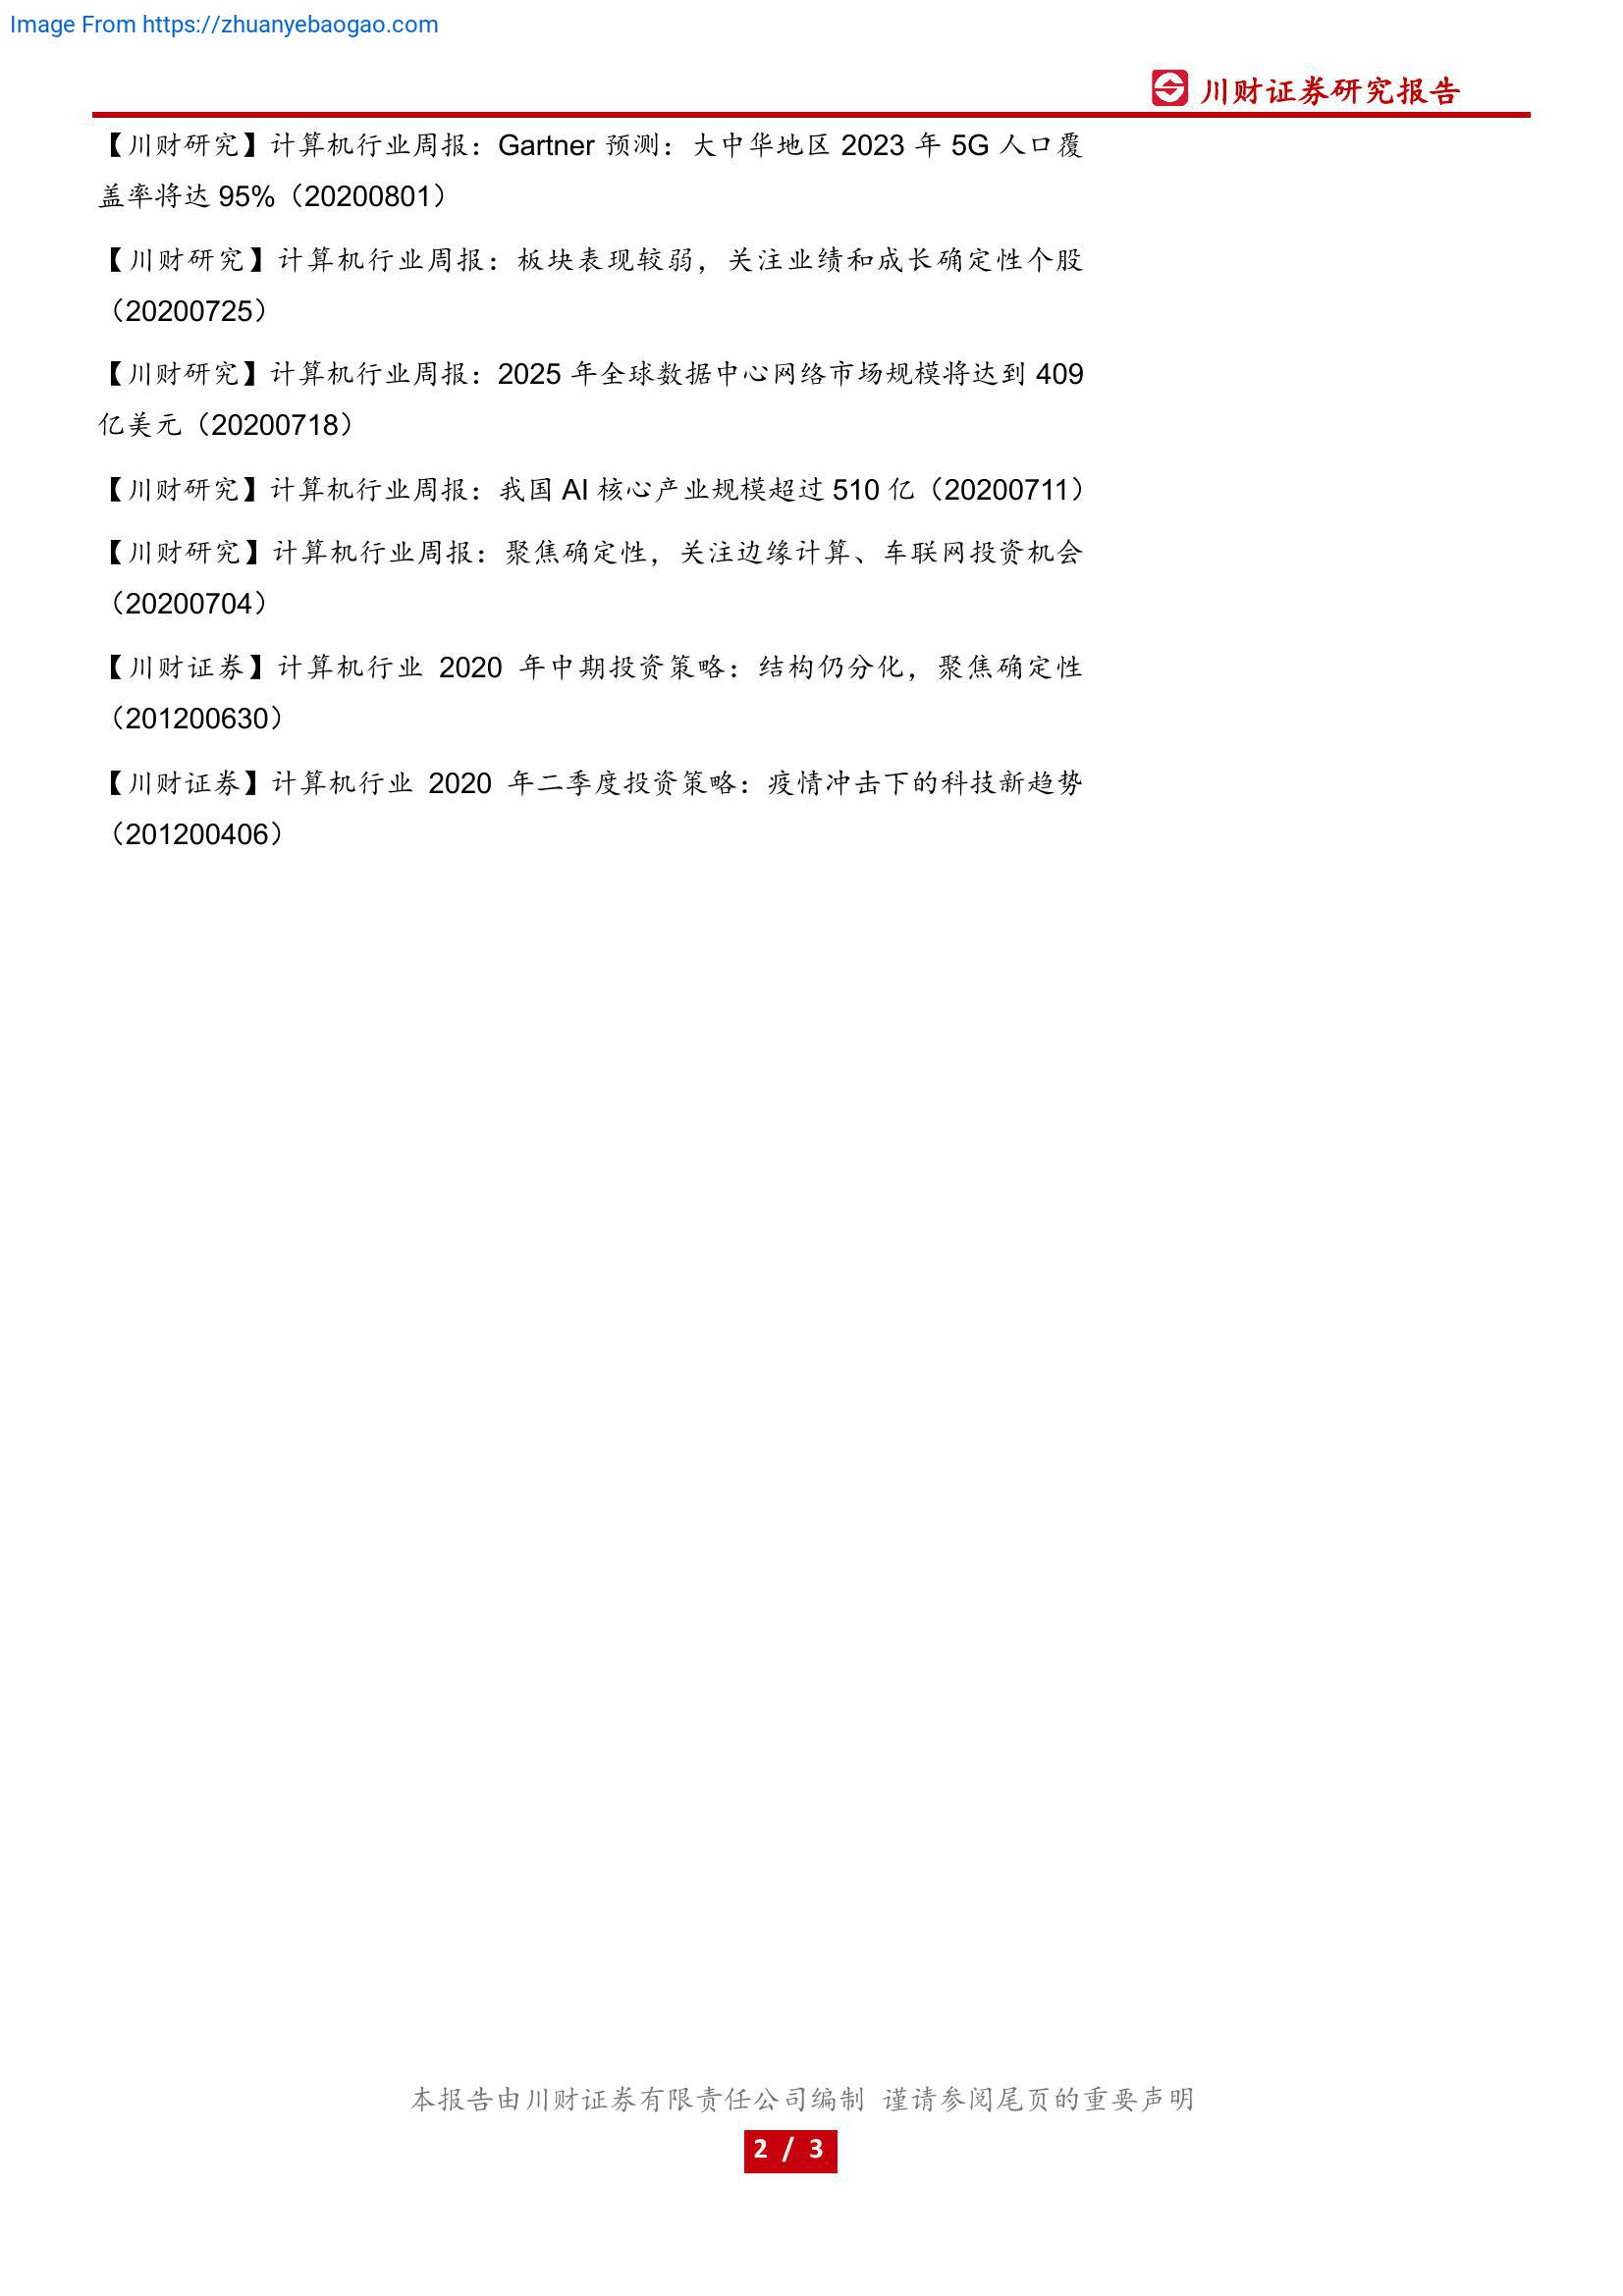 Image From https://zhuanyebaogao.com
川财证券研究报告
【川财研究】计算机行业周报：Gartner 预测：大中华地区 2023 年 5G 人口覆
盖率将达 95%（20200801）
【川财研究】计算机行业周报：板块表现较弱，关注业绩和成长确定性个股
（20200725）
【川财研究】计算机行业周报：2025 年全球数据中心网络市场规模将达到 409
亿美元（20200718）
【川财研究】计算机行业周报：我国 AI 核心产业规模超过 510 亿（20200711）
【川财研究】计算机行业周报：聚焦确定性，关注边缘计算、车联网投资机会
（20200704）
【川财证券】计算机行业 2020 年中期投资策略：结构仍分化，聚焦确定性
（201200630）
【川财证券】计算机行业 2020 年二季度投资策略：疫情冲击下的科技新趋势
（201200406）
本报告由川财证券有限责任公司编制 谨请参阅尾页的重要声明
2 / 3